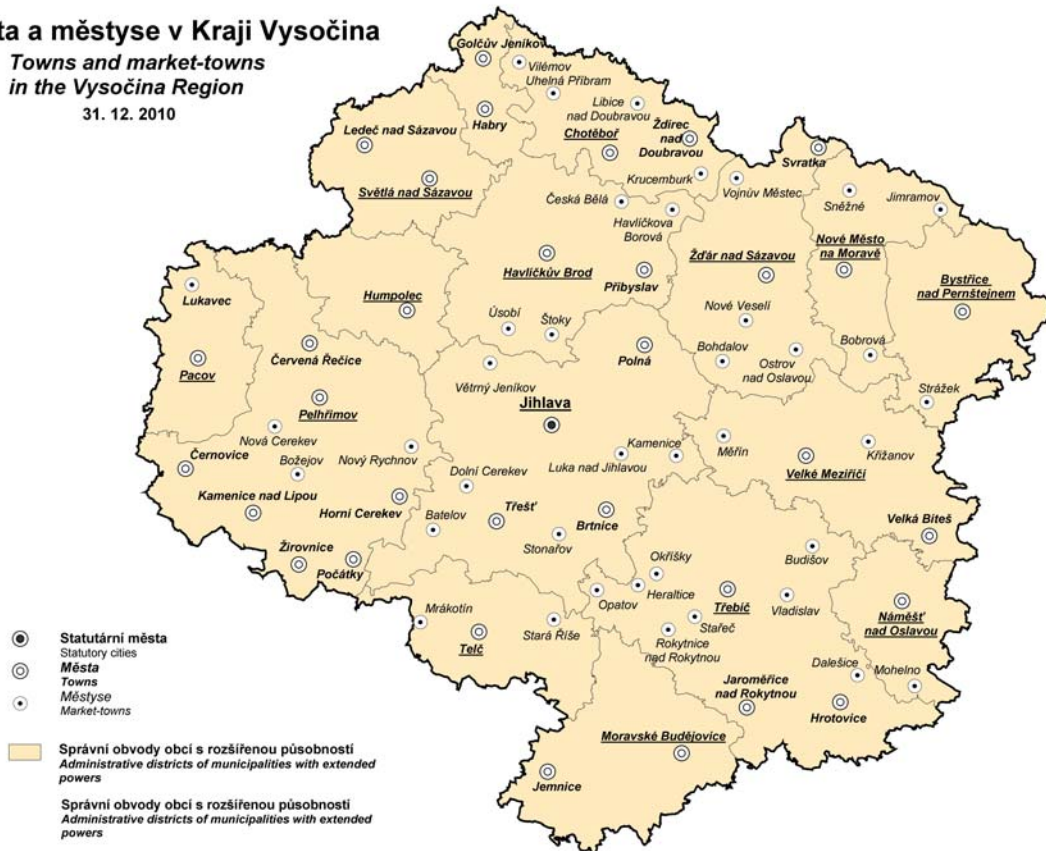 ta a městyse v Kraji Vysočina
Towns and market-towns
in the Vysočina Region
31. 12. 2010
Golčův Jeníkov
Vilémov
Uhelná Příbram
Libice
nad Doubravou
Habry
Ledeč nad Sázavou
Chotěboř
Ždírec
nad
Doubravou
Svratka
Světlá nad Sázavou
Krucemburk
Vojnův Městec
Sněžné
Jimramov
Česká Bělá
Havlíčkova
Borová
Nové Město
na Moravě
Havlíčkův Brod
Přibyslav
Žďár nad Sázavou
Bystřice
nad Pernštejnem
Lukavec
Humpolec
Nové Veselí
Úsobí
Štoky
Bohdalov
Ostrov
nad Oslavou
Bobrová
Červená Řečice
Polná
Pacov
Větrný Jeníkov
Strážek
Pelhřimov
Jihlava
Nová Cerekev
Černovice
Božejov
Nový Rychnov
Kamenice
Luka nad Jihlavou
Měřín
Křižanov
Velké Meziříčí
Dolní Cerekev
Kamenice nad Lipou
Horní Cerekev
Třešť
Brtnice
Batelov
Velká Bíteš
Stonařov
Žirovnice
Počátky
Okříšky
Budišov
Opatov
Heraltice
Třebíč
Vladislav
Náměšť
nad Oslavou
Mrákotín
Telč
Stará Říše
Stařeč
Rokytnice
nad Rokytnou
Dalešice
Mohelno
Jaroměřice
nad Rokytnou
Hrotovice
Moravské Budějovice
Jemnice
Statutární města
Statutory cities
Města
Towns
Městyse
Market-towns
Správní obvody obcí s rozšířenou působností
Administrative districts of municipalities with extended
powers
Správní obvody obcí s rozšířenou působností
Administrative districts of municipalities with extended
powers